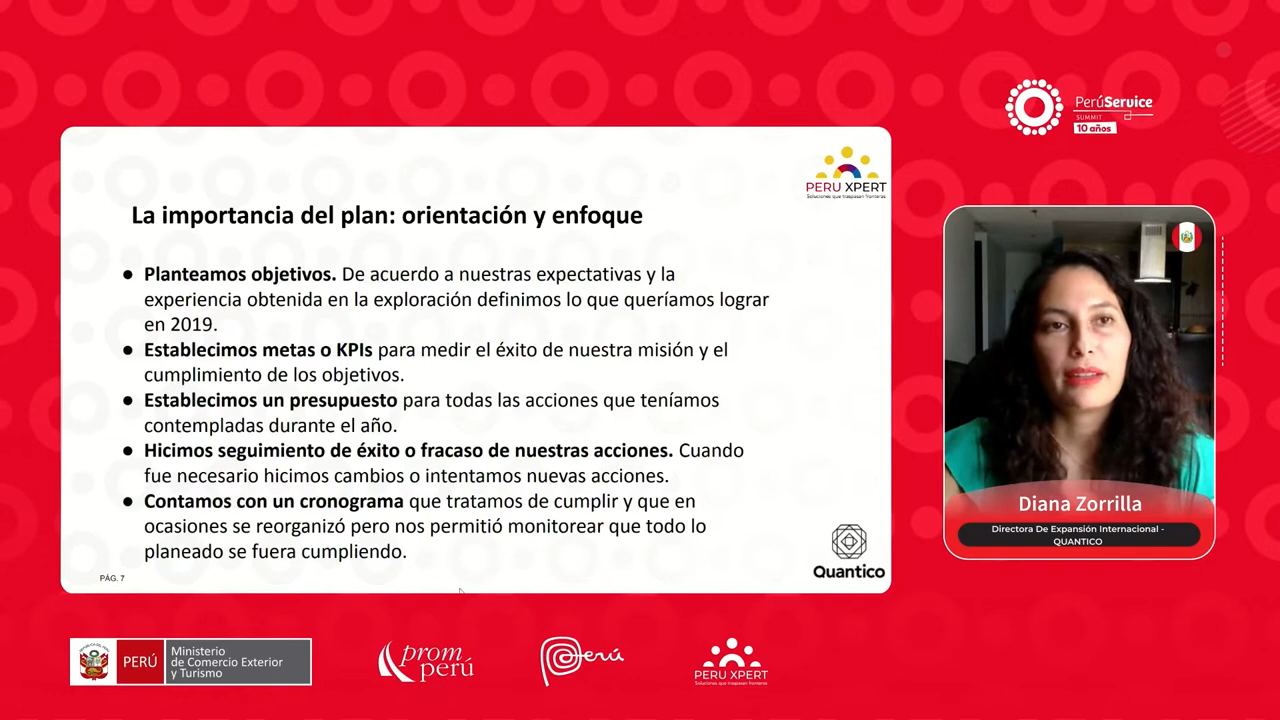 PerúService
SUMMIT
10 años
PERU XPERT
Soluciones que traspasan fronteras
La importancia del plan: orientación y enfoque
● Planteamos objetivos. De acuerdo a nuestras expectativas y la
experiencia obtenida en la exploración definimos lo que queríamos lograr
en 2019.
● Establecimos metas o KPIs para medir el éxito de nuestra misión y el
cumplimiento de los objetivos.
● Establecimos un presupuesto para todas las acciones que teníamos
contempladas durante el año.
● Hicimos seguimiento de éxito o fracaso de nuestras acciones. Cuando
fue necesario hicimos cambios o intentamos nuevas acciones.
● Contamos con un cronograma que tratamos de cumplir y que en
ocasiones se reorganizó pero nos permitió monitorear que todo lo
planeado se fuera cumpliendo.
PÁG. 7
Quantico
Diana Zorrilla
Directora De Expansión Internacional -
QUANTICO
PERÚ
Ministerio
de Comercio Exterior
y Turismo
prom
perú
Perú
PERU XPERT
Soluciones que traspasan fronteras